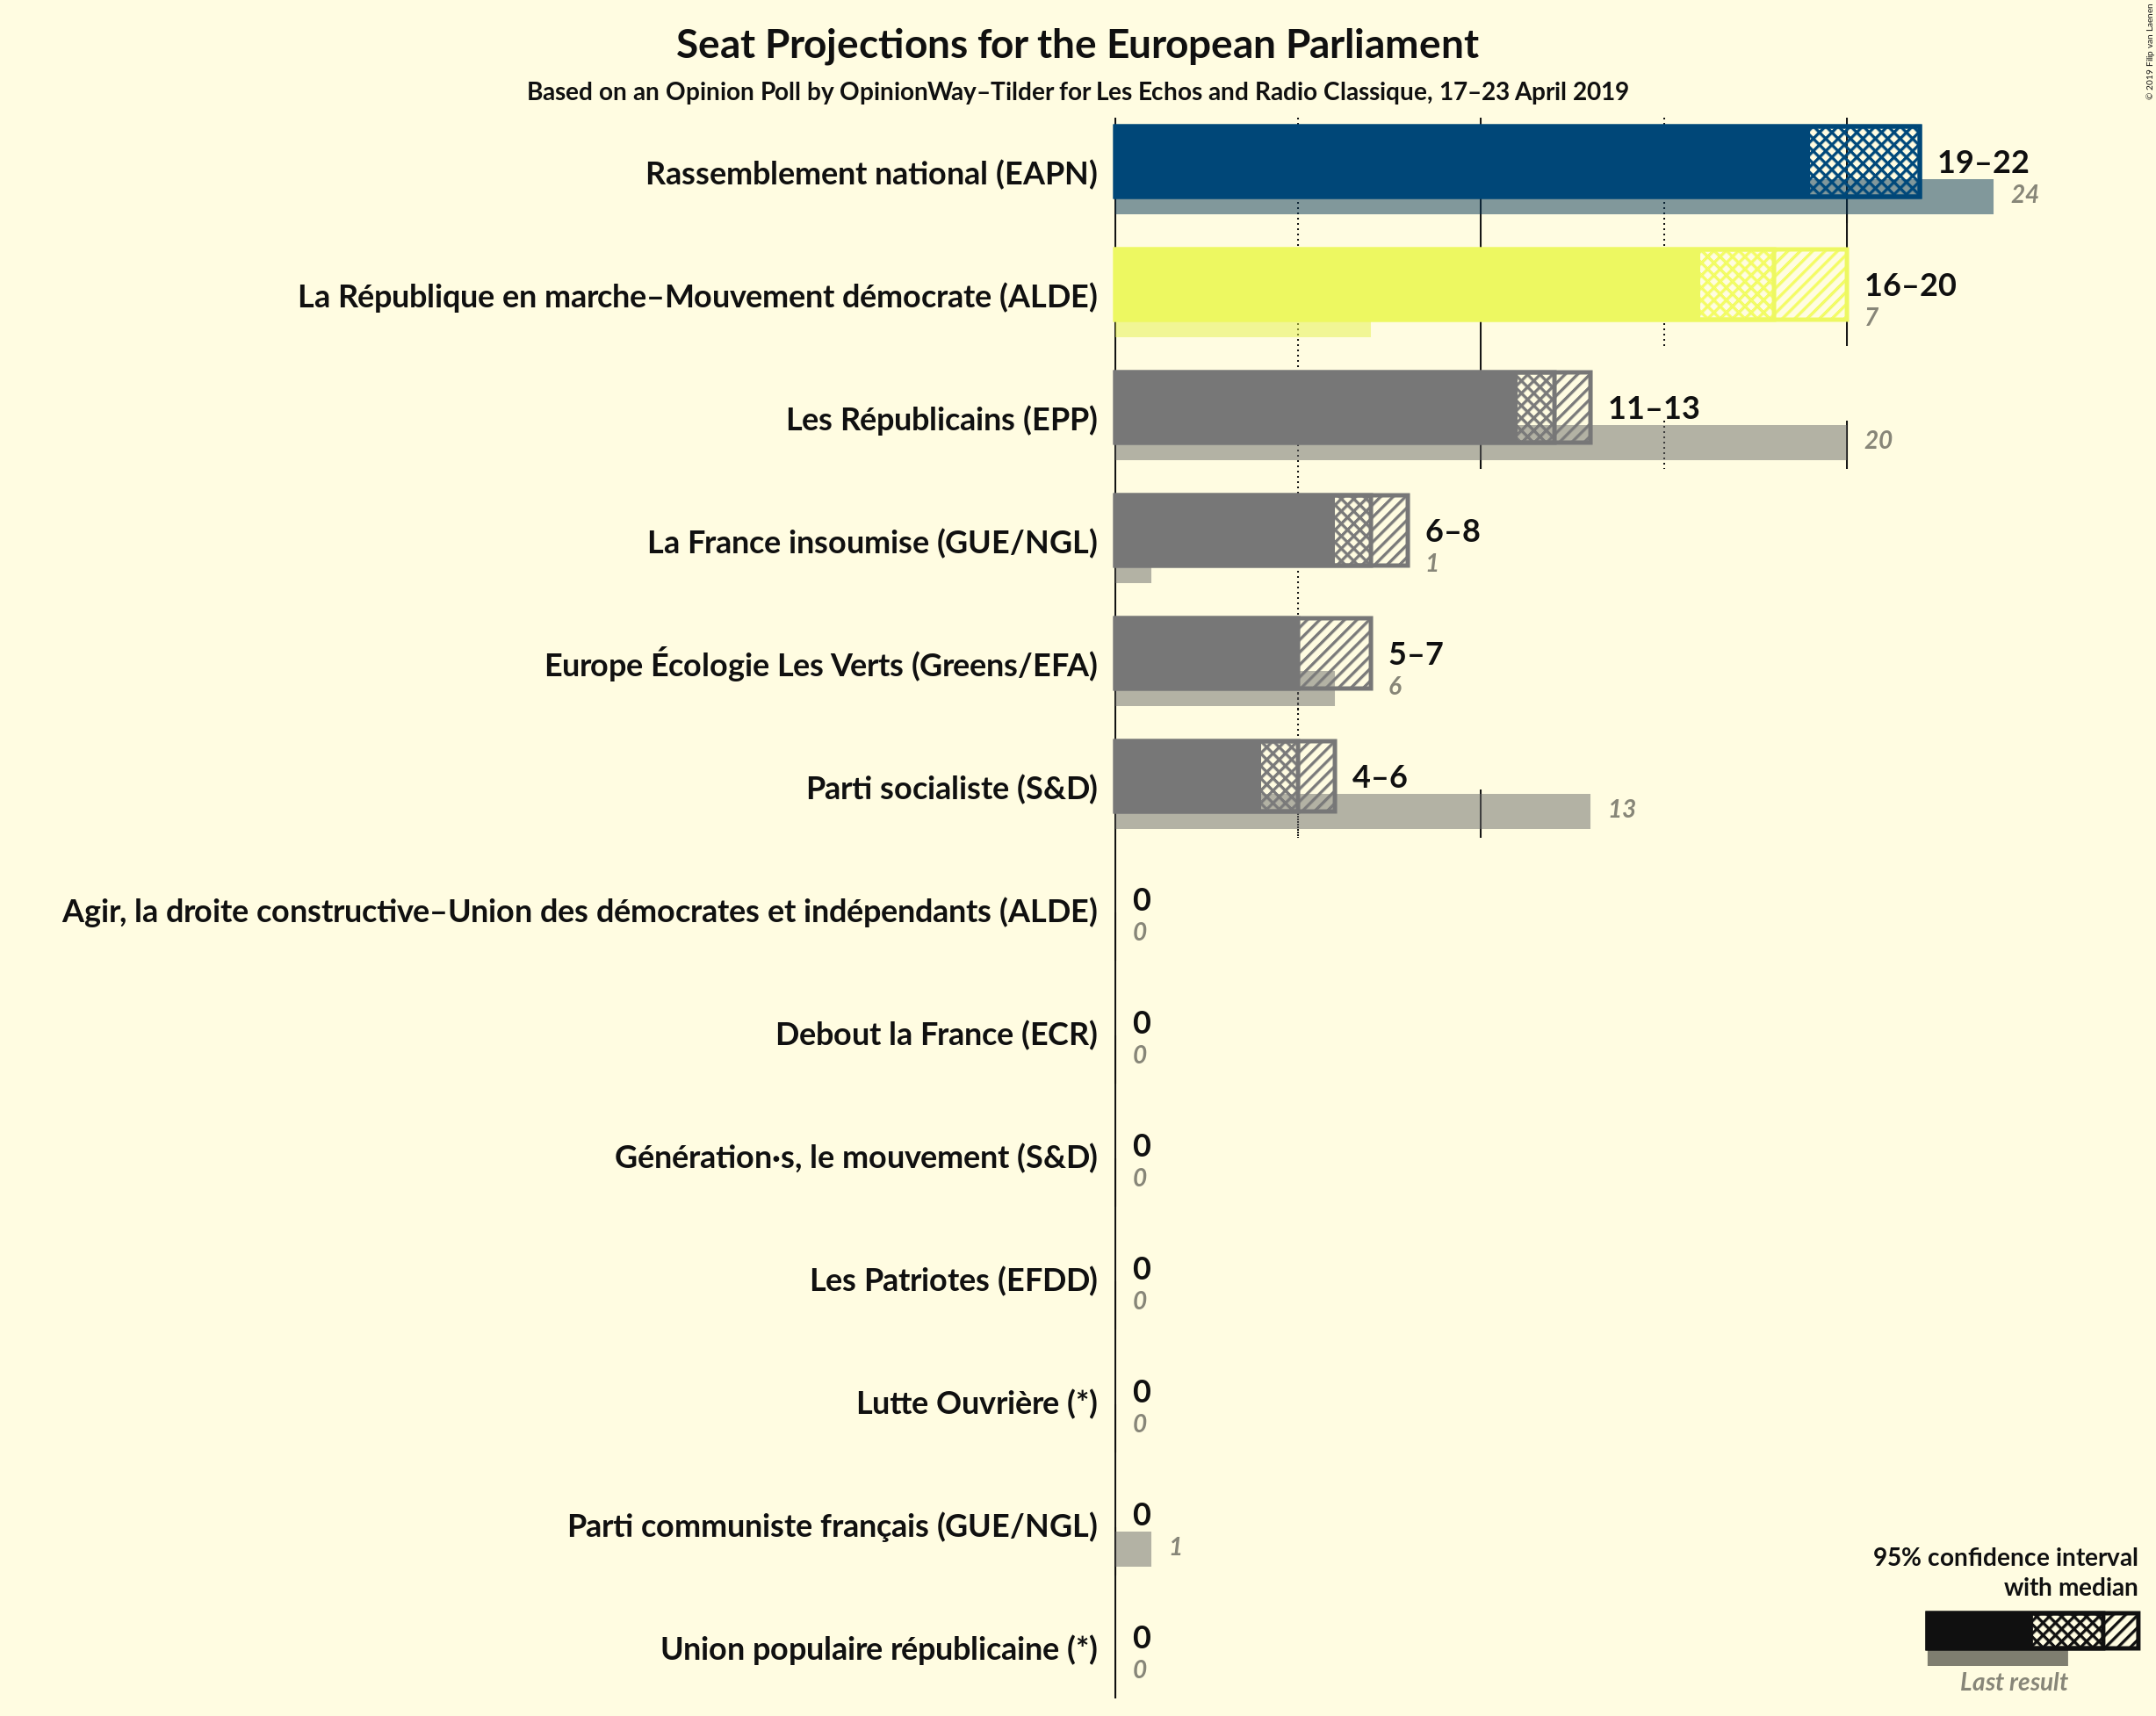 Seat Projections for the European Parliament
Based on an Opinion Poll by OpinionWay–Tilder for Les Echos and Radio Classique, 17–23 April 2019
© 2019 Filip van Laenen
Rassemblement national (EAPN)
19–22
24
La République en marche–Mouvement démocrate (ALDE)
16–20
7
Les Républicains (EPP)
11–13
20
La France insoumise (GUE/NGL)
6–8
1
Europe Écologie Les Verts (Greens/EFA)
5–7
6
Parti socialiste (S&D)
4–6
13
Agir, la droite constructive–Union des démocrates et indépendants (ALDE)
0
0
Debout la France (ECR)
0
0
Génération·s, le mouvement (S&D)
0
0
Les Patriotes (EFDD)
0
0
Lutte Ouvrière (*)
0
0
Parti communiste français (GUE/NGL)
0
1
Union populaire républicaine (*)
0
0
95% confidence interval
with median
Last result